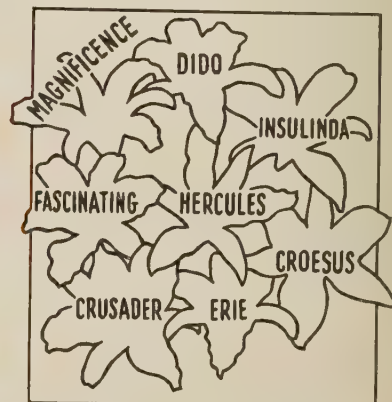 MAGNIFICENCE
DIDO
INSULINDA
FASCINATING
HERCULES
CROESUS
CRUSADER
ERIE